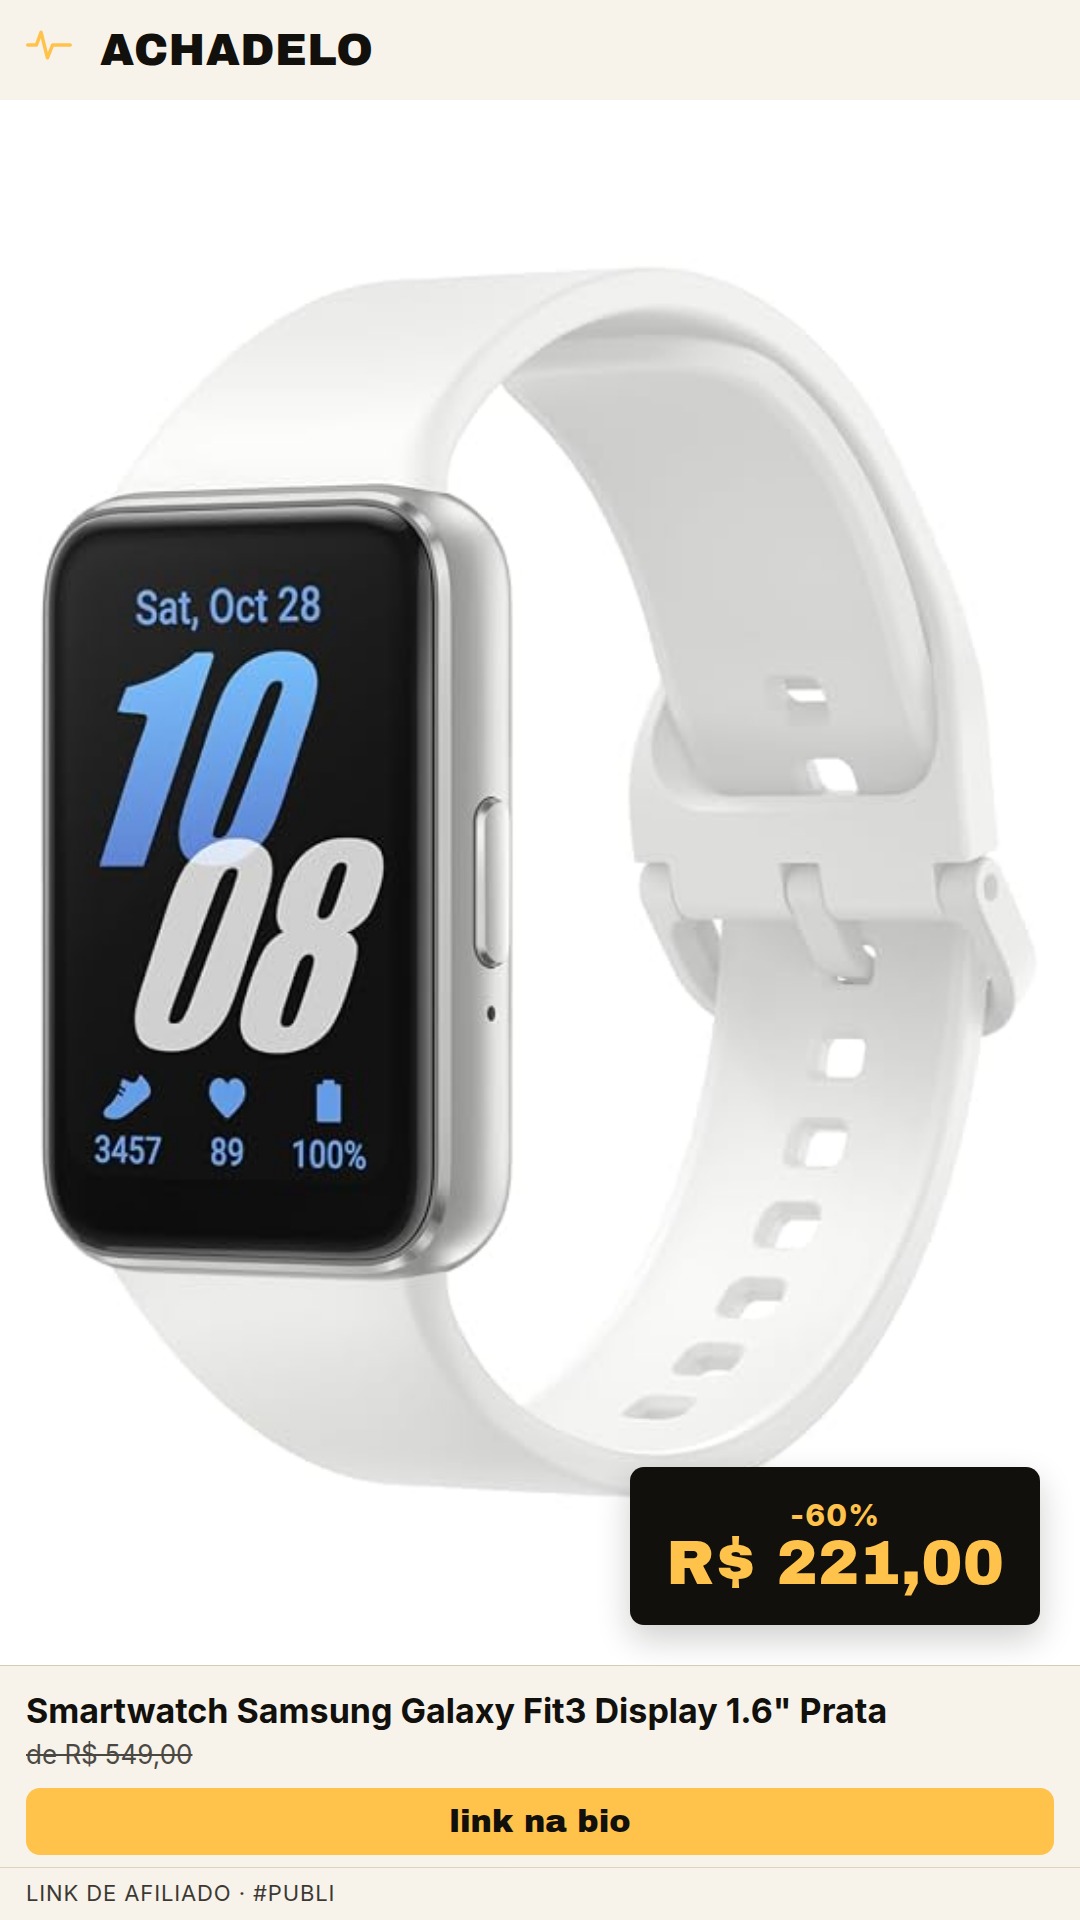 ACHADELO
Sat, Oct 28
10
08
3457 89 100%
-60%
R$ 221,00
Smartwatch Samsung Galaxy Fit3 Display 1.6" Prata
de R$ 549,00
link na bio
LINK DE AFILIADO · #PUBLI